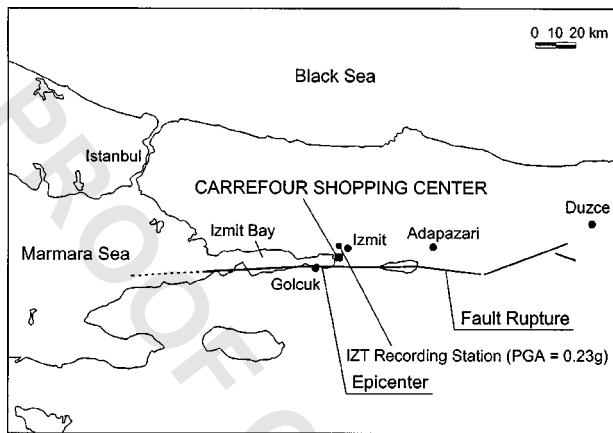 0 10 20 km
Black Sea
Istanbul
CARREFOUR SHOPPING CENTER
Duzce
Izmit Bay
Izmit
Adapazari
Marmara Sea
Golcuk
Fault Rupture
IZT Recording Station (PGA = 0.23g)
Epicenter
PROOF